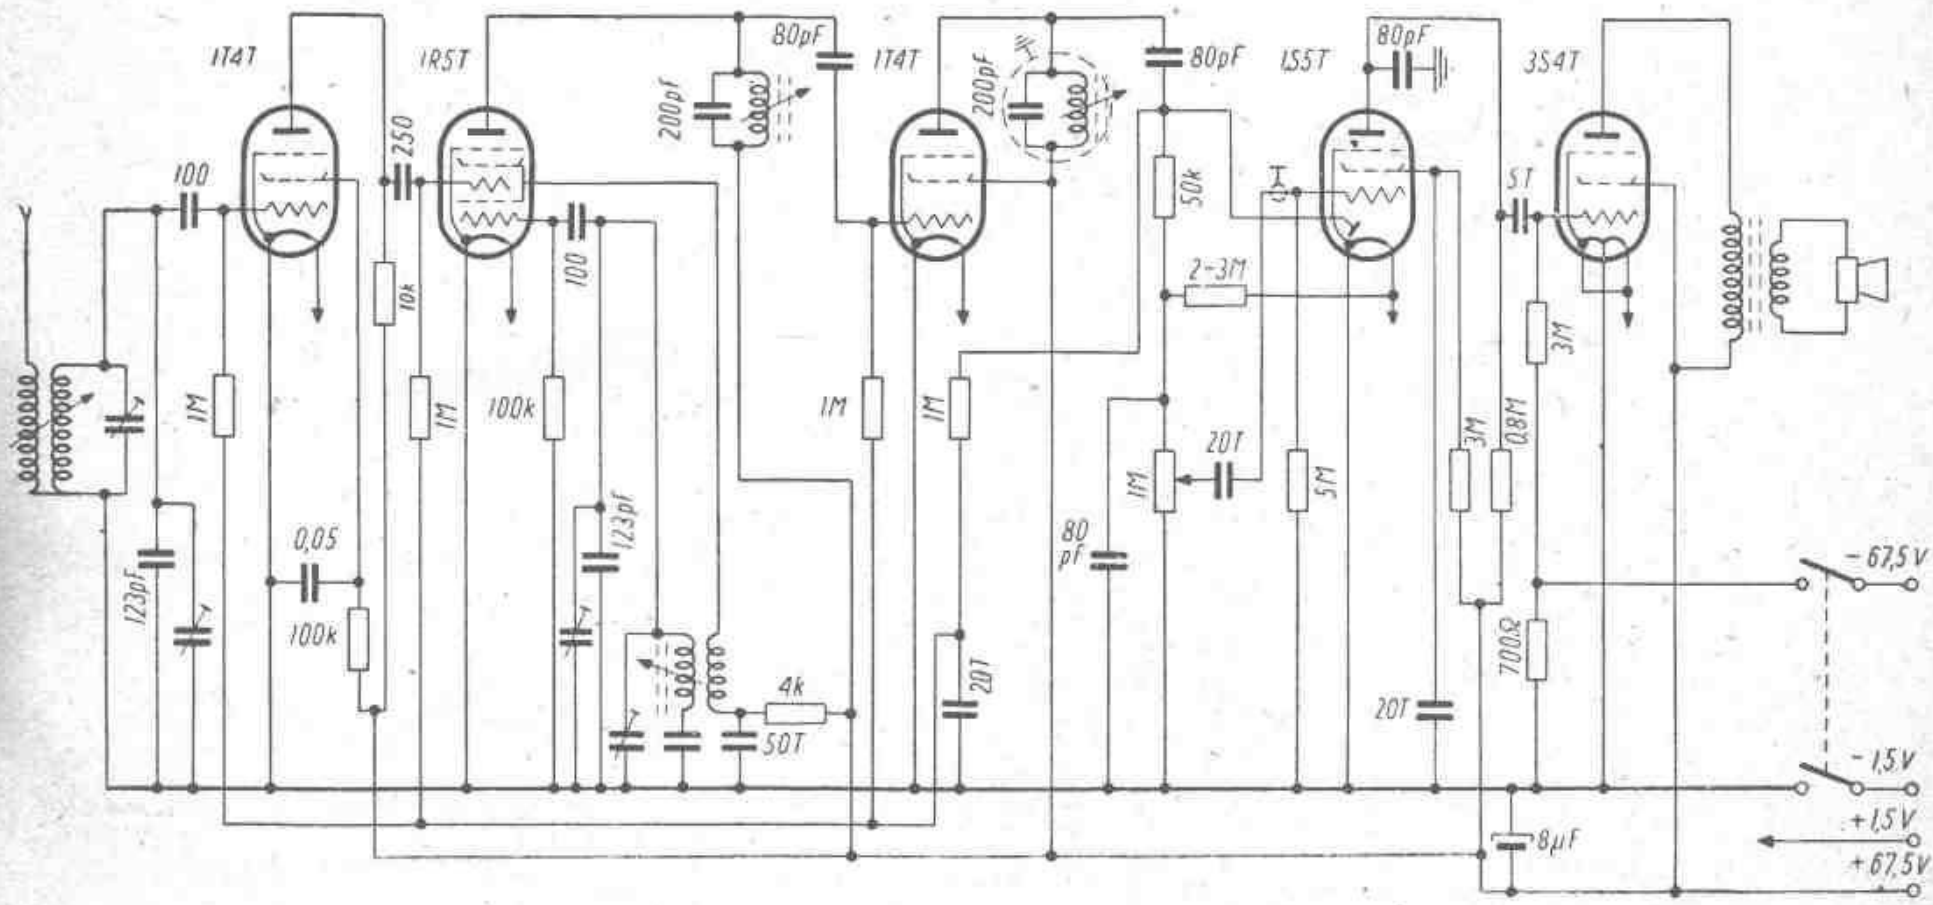 1T4T
1R5T
80pF
1T4T
80pF
1S5T
80pF
3S4T
100
250
200pF
200pF
50k
5T
100
10k
2-3M
3M
1M
1M
100k
1M
1M
1M
20T
5M
3M
0,8M
0,05
123pF
123pF
80
pF
- 67,5V
100k
4k
50T
20T
20T
700Ω
- 1,5V
+1,5V
8µF
+67,5V